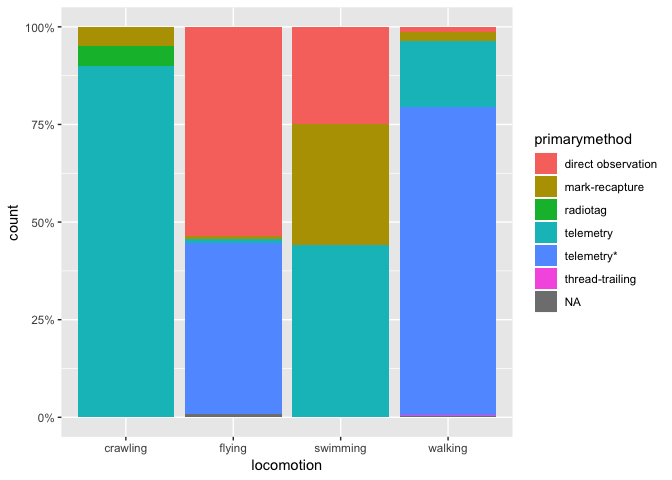 100%
75%
50%
25%
0%
count
crawling
flying
swimming
walking
locomotion
primarymethod
direct observation
mark-recapture
radiotag
telemetry
telemetry*
thread-trailing
NA